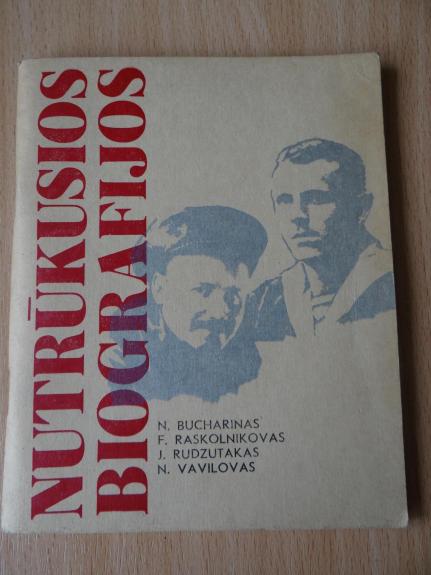 NUTRŪKUSIOS
BIOGRAFIJOS
N. BUCHARINAS
F. RASKOLNIKOVAS
J. RUDZUTAKAS
N. VAVILOVAS